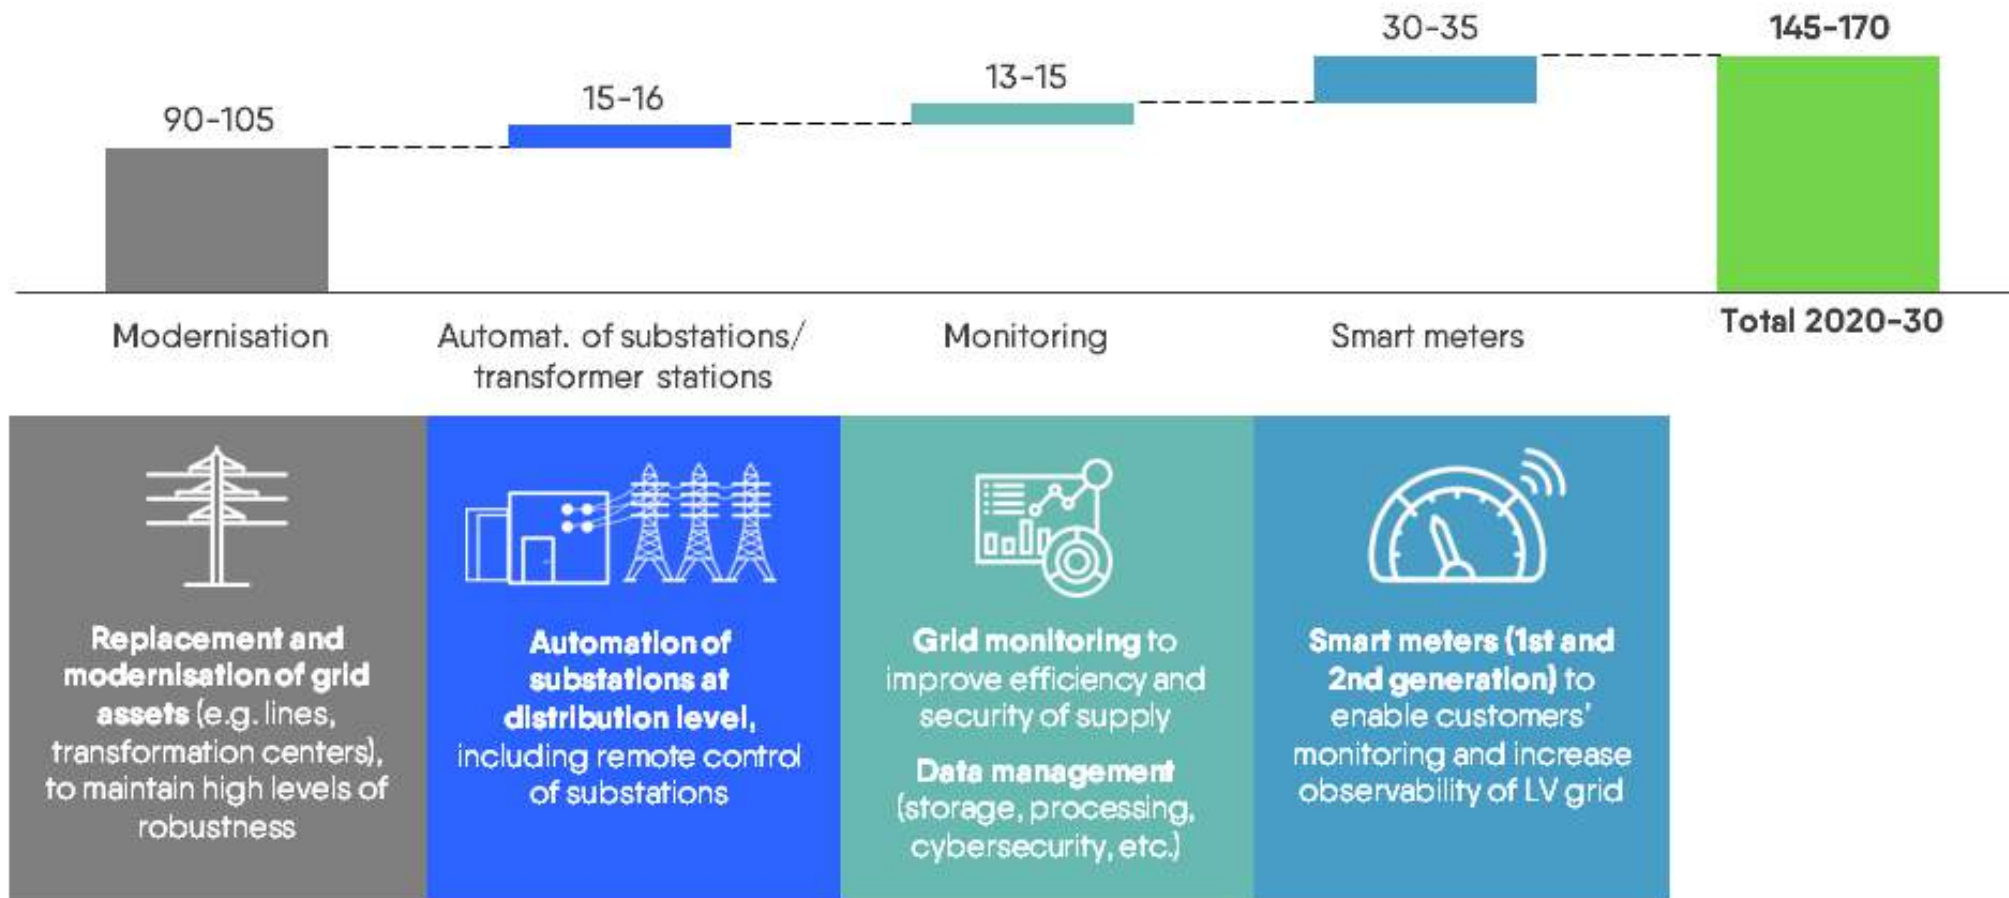 90-105
15-16
13-15
30-35
145-170
Modernisation
Automat. of substations/
transformer stations
Monitoring
Smart meters
Total 2020-30
Replacement and
modernisation of grid
assets (e.g. lines,
transformation centers),
to maintain high levels of
robustness
Automation of
substations at
distribution level,
including remote control
of substations
Grid monitoring to
improve efficiency and
security of supply
Data management
(storage, processing,
cybersecurity, etc.)
Smart meters (1st and
2nd generation) to
enable customers'
monitoring and increase
observability of LV grid